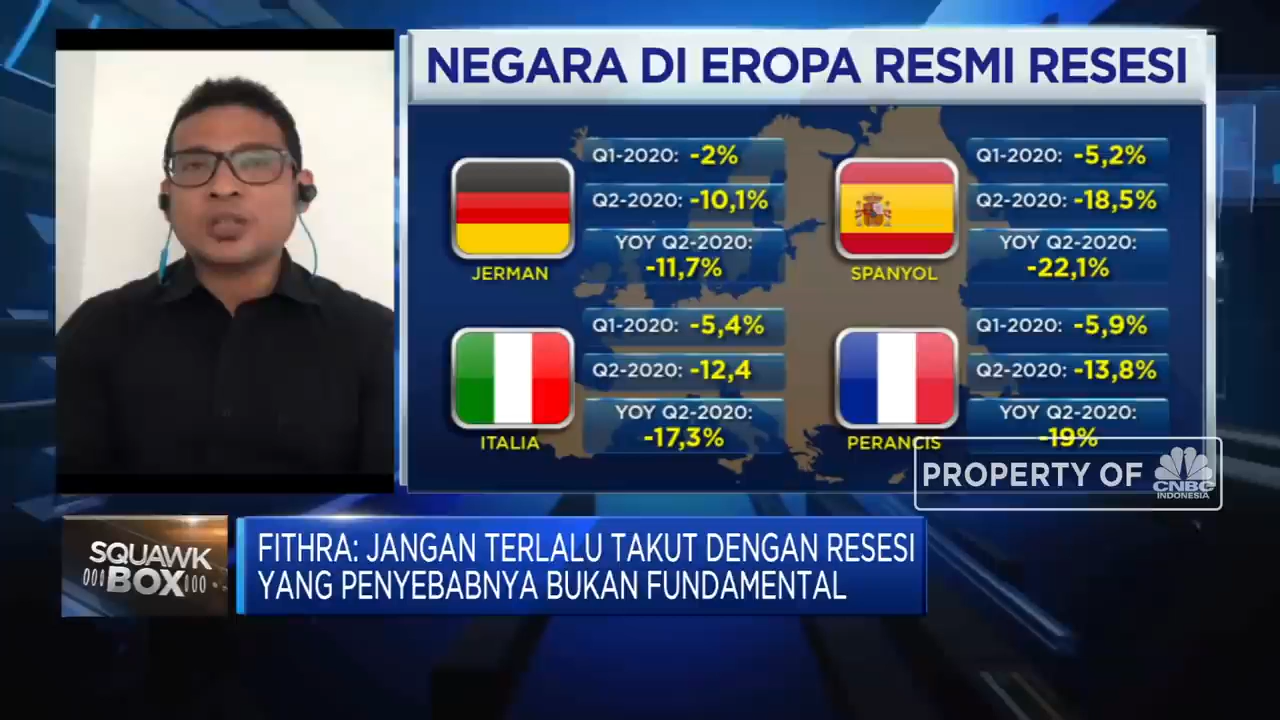 NEGARA DI EROPA RESMI RESESI
Q1-2020: -2%
Q2-2020: -10,1%
YOY Q2-2020:
-11,7%
JERMAN
Q1-2020: -5,2%
Q2-2020: -18,5%
YOY Q2-2020:
-22,1%
SPANYOL
Q1-2020: -5,4%
Q2-2020: -12,4
YOY Q2-2020:
-17,3%
ITALIA
Q1-2020: -5,9%
Q2-2020: -13,8%
YOY Q2-2020:
-19%
PERANCIS
PROPERTY OF
CNBC
INDONESIA
SQUAWK
BOX
FITHRA: JANGAN TERLALU TAKUT DENGAN RESESI
YANG PENYEBABNYA BUKAN FUNDAMENTAL